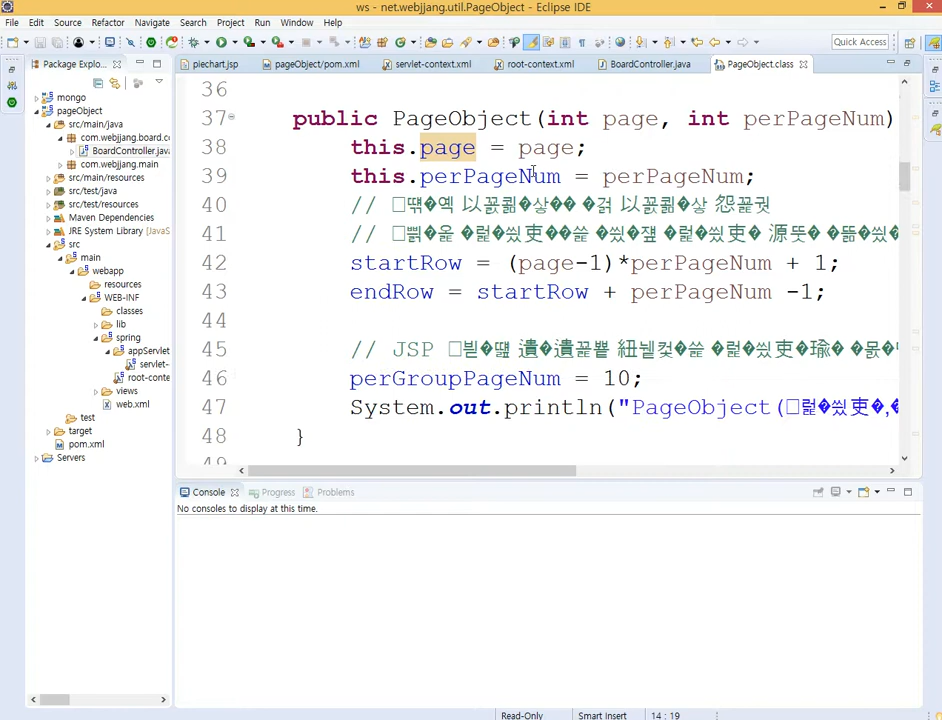 ws - net.webjjang.util.PageObject - Eclipse IDE
File Edit Source Refactor Navigate Search Project Run Window Help
Quick Access
Package Explo...
piechart.jsp pageObject/pom.xml servlet-context.xml root-context.xml BoardController.java PageObject.class
mongo
pageObject
src/main/java
com.webjjang.board.co
BoardController.java
com.webjjang.main
src/main/resources
src/test/java
src/test/resources
Maven Dependencies
JRE System Library [JavaS
src
main
webapp
resources
WEB-INF
classes
lib
spring
appServlet
servlet-
root-conte
views
web.xml
test
target
pom.xml
Servers
36
37 public PageObject(int page, int perPageNum)
38 this.page = page;
39 this.perPageNum = perPageNum;
40 //
41 //
42 startRow = (page-1)*perPageNum + 1;
43 endRow = startRow + perPageNum -1;
44
45 // JSP
46 perGroupPageNum = 10;
47 System.out.println("PageObject(
48 }
Console Progress Problems
No consoles to display at this time.
Read-Only Smart Insert 14 : 19